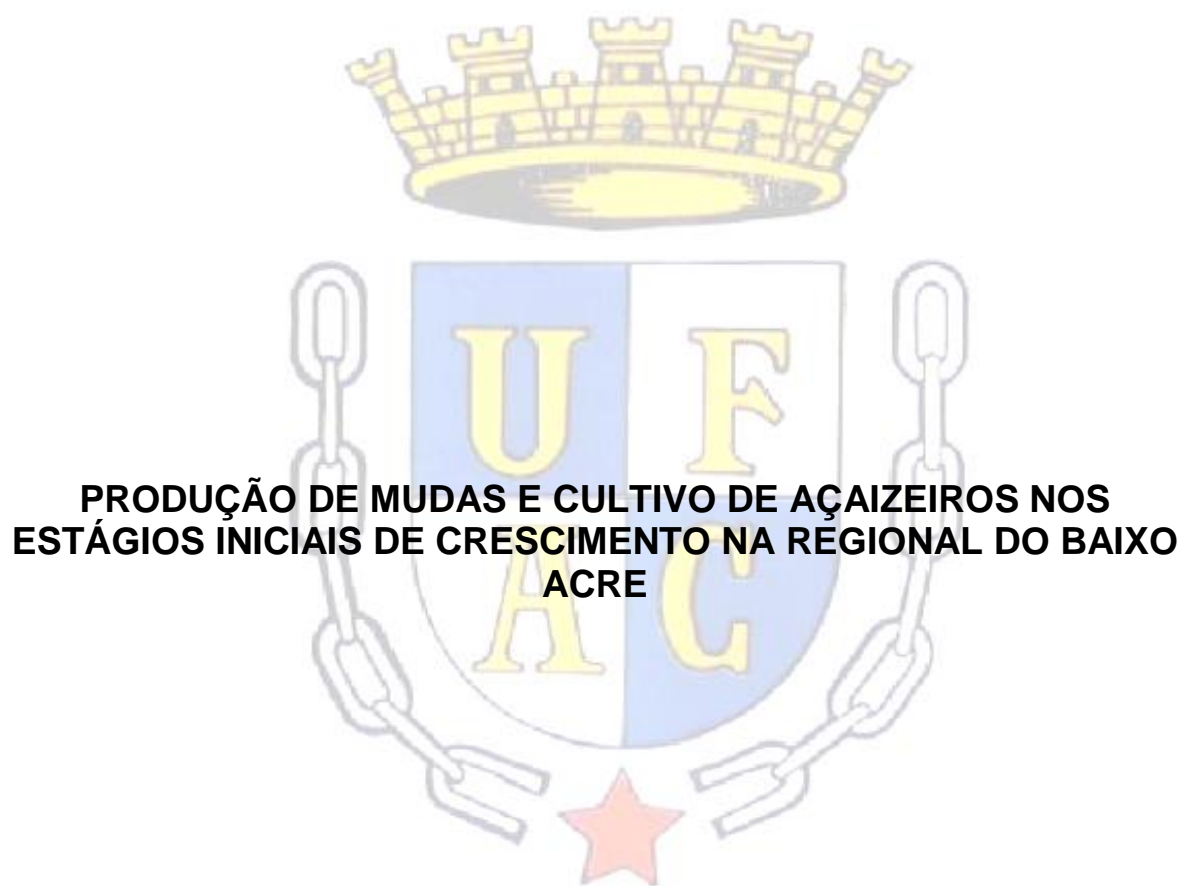 U F
PRODUÇÃO DE MUDAS E CULTIVO DE AÇAIZEIROS NOS
ESTÁGIOS INICIAIS DE CRESCIMENTO NA REGIONAL DO BAIXO
ACRE
A C